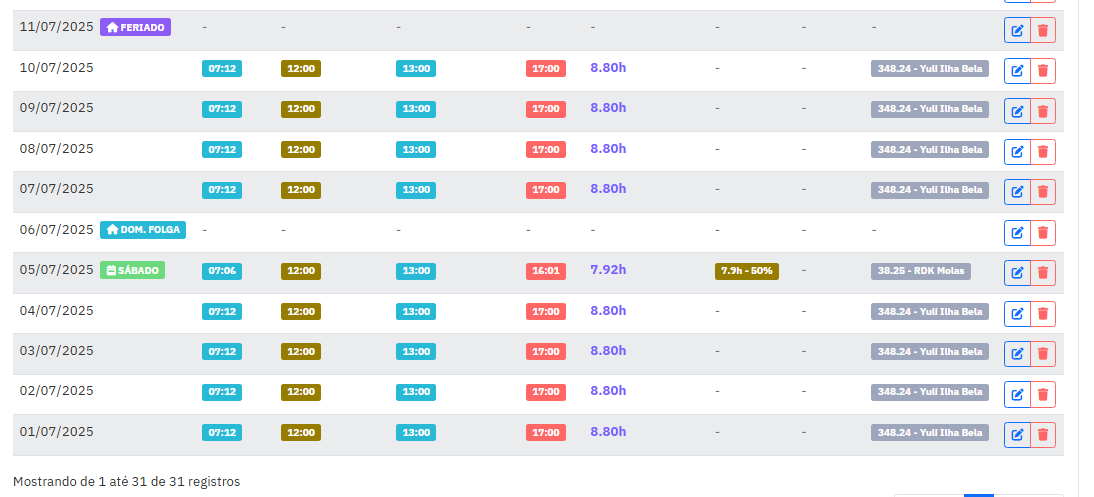 11/07/2025 FERIADO - - - - - - - -
10/07/2025 07:12 12:00 13:00 17:00 8.80h - - 348.24 - Yuli Ilha Bela
09/07/2025 07:12 12:00 13:00 17:00 8.80h - - 348.24 - Yuli Ilha Bela
08/07/2025 07:12 12:00 13:00 17:00 8.80h - - 348.24 - Yuli Ilha Bela
07/07/2025 07:12 12:00 13:00 17:00 8.80h - - 348.24 - Yuli Ilha Bela
06/07/2025 DOM. FOLGA - - - - - - - -
05/07/2025 SÁBADO 07:06 12:00 13:00 16:01 7.92h 7.9h - 50% - 38.25 - RDK Molas
04/07/2025 07:12 12:00 13:00 17:00 8.80h - - 348.24 - Yuli Ilha Bela
03/07/2025 07:12 12:00 13:00 17:00 8.80h - - 348.24 - Yuli Ilha Bela
02/07/2025 07:12 12:00 13:00 17:00 8.80h - - 348.24 - Yuli Ilha Bela
01/07/2025 07:12 12:00 13:00 17:00 8.80h - - 348.24 - Yuli Ilha Bela
Mostrando de 1 até 31 de 31 registros